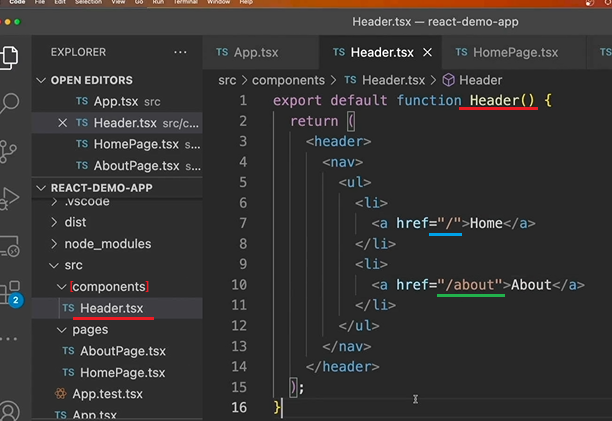 Code File Edit Selection View Go Run Terminal Window Help
Header.tsx — react-demo-app
EXPLORER ···
OPEN EDITORS
TS App.tsx src
× TS Header.tsx src/c...
TS HomePage.tsx s...
TS AboutPage.tsx s...
REACT-DEMO-APP
.vscode
dist
node_modules
src
[components]
TS Header.tsx
pages
TS AboutPage.tsx
TS HomePage.tsx
App.test.tsx
TS App.tsx
2
TS App.tsx
TS Header.tsx ×
TS HomePage.tsx
TS
src > components > TS Header.tsx > Header
1 export default function Header() {
2 return (
3 <header>
4 <nav>
5 <ul>
6 <li>
7 <a href="/">Home</a>
8 </li>
9 <li>
10 <a href="/about">About</a>
11 </li>
12 </ul>
13 </nav>
14 </header>
15 );
16 }